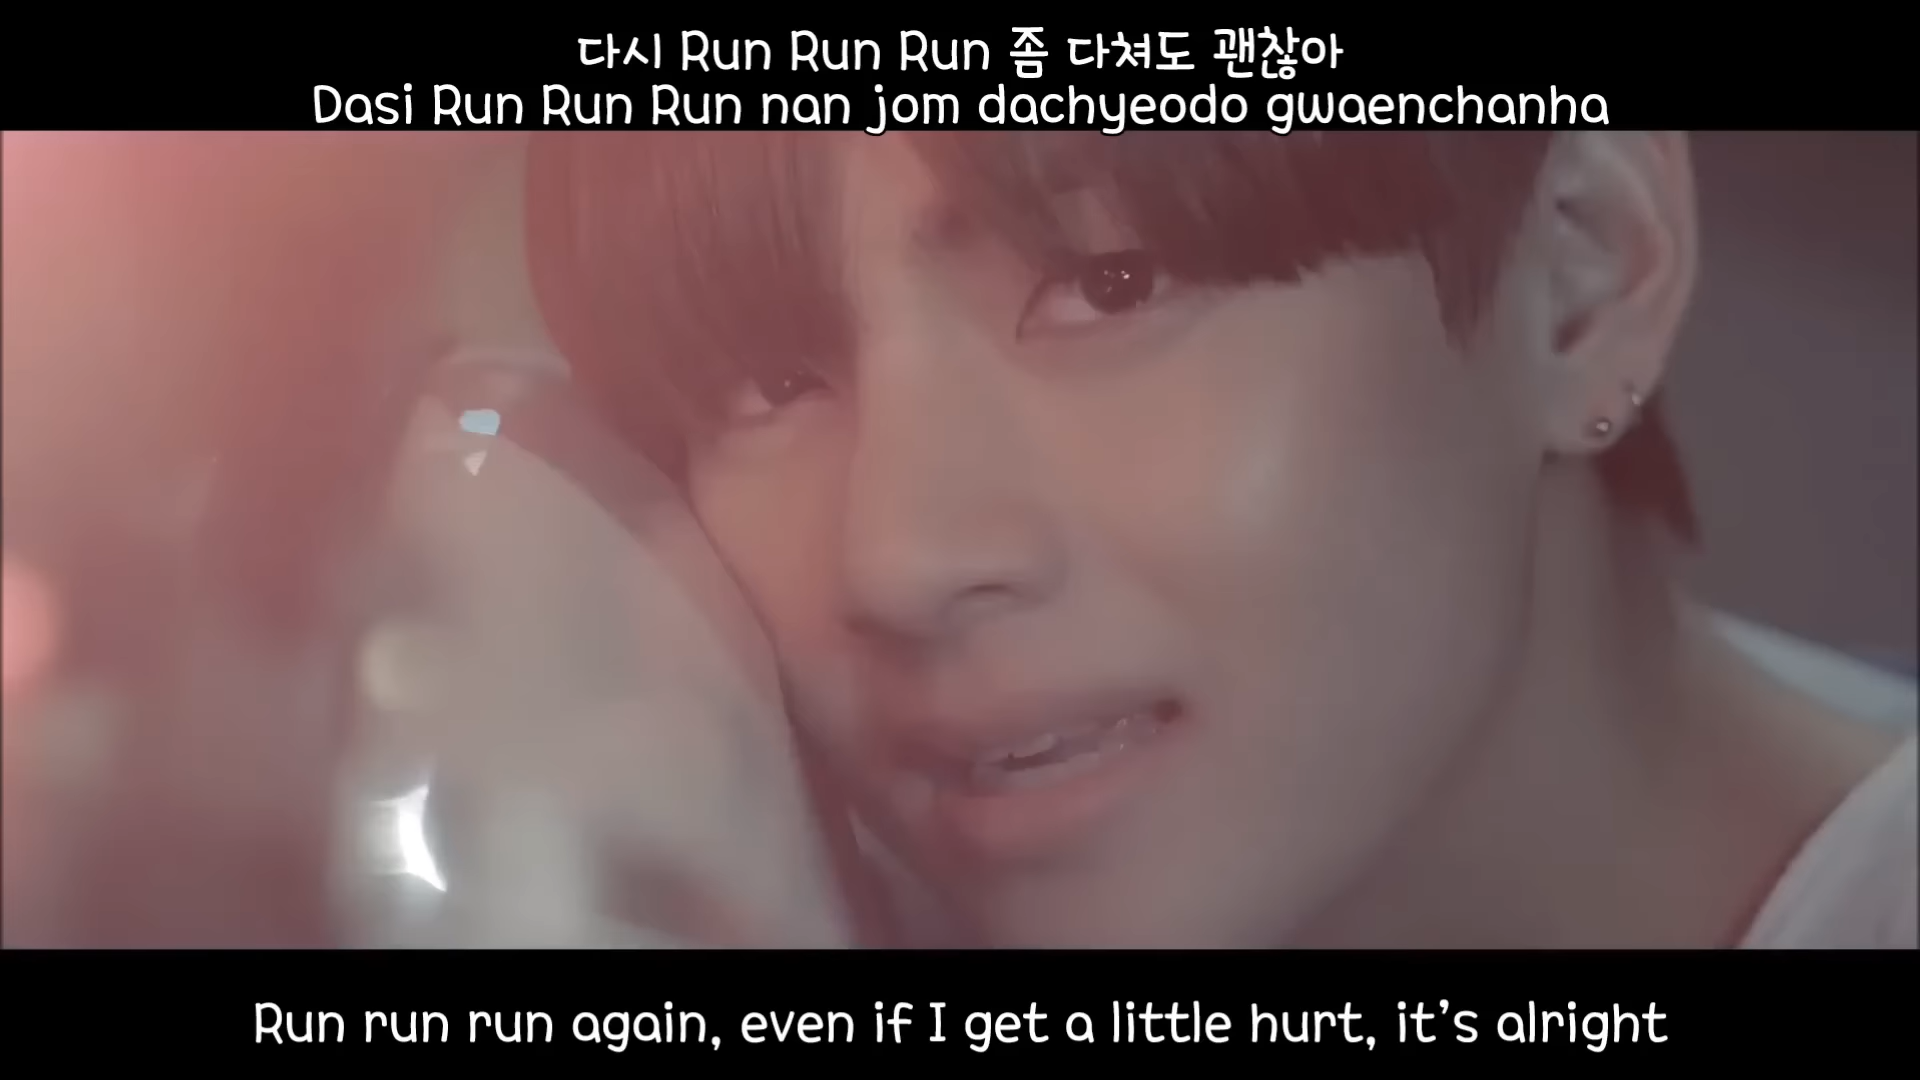 다시 Run Run Run 좀 다쳐도 괜찮아
Dasi Run Run Run nan jom dachyeodo gwaenchanha
Run run run again, even if I get a little hurt, it's alright